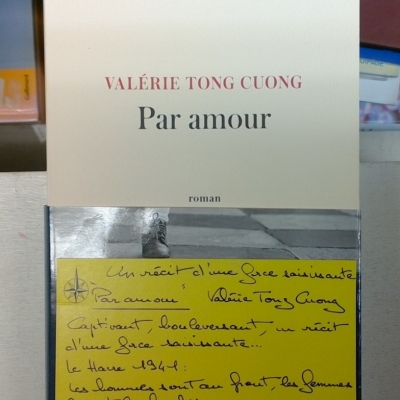 VALÉRIE TONG CUONG
Par amour
roman
Un récit d'une force saisissante
"Par amour" Valérie Tong Cuong
Captivant, bouleversant, un récit
d'une force saisissante...
Le Havre 1941 :
Les hommes sont au front, les femmes